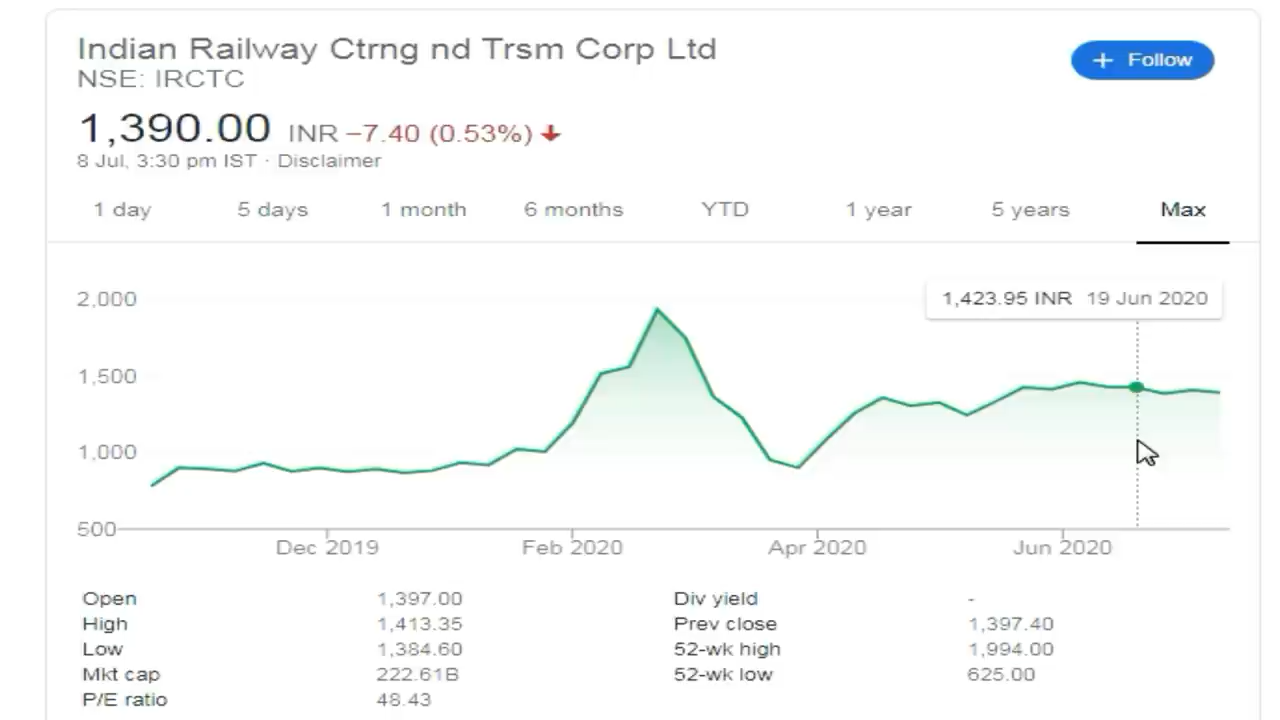 Indian Railway Ctrng nd Trsm Corp Ltd
NSE: IRCTC
+ Follow
1,390.00 INR −7.40 (0.53%)
8 Jul, 3:30 pm IST · Disclaimer
1 day 5 days 1 month 6 months YTD 1 year 5 years Max
1,423.95 INR 19 Jun 2020
2,000
1,500
1,000
500
Dec 2019 Feb 2020 Apr 2020 Jun 2020
Open 1,397.00 Div yield -
High 1,413.35 Prev close 1,397.40
Low 1,384.60 52-wk high 1,994.00
Mkt cap 222.61B 52-wk low 625.00
P/E ratio 48.43